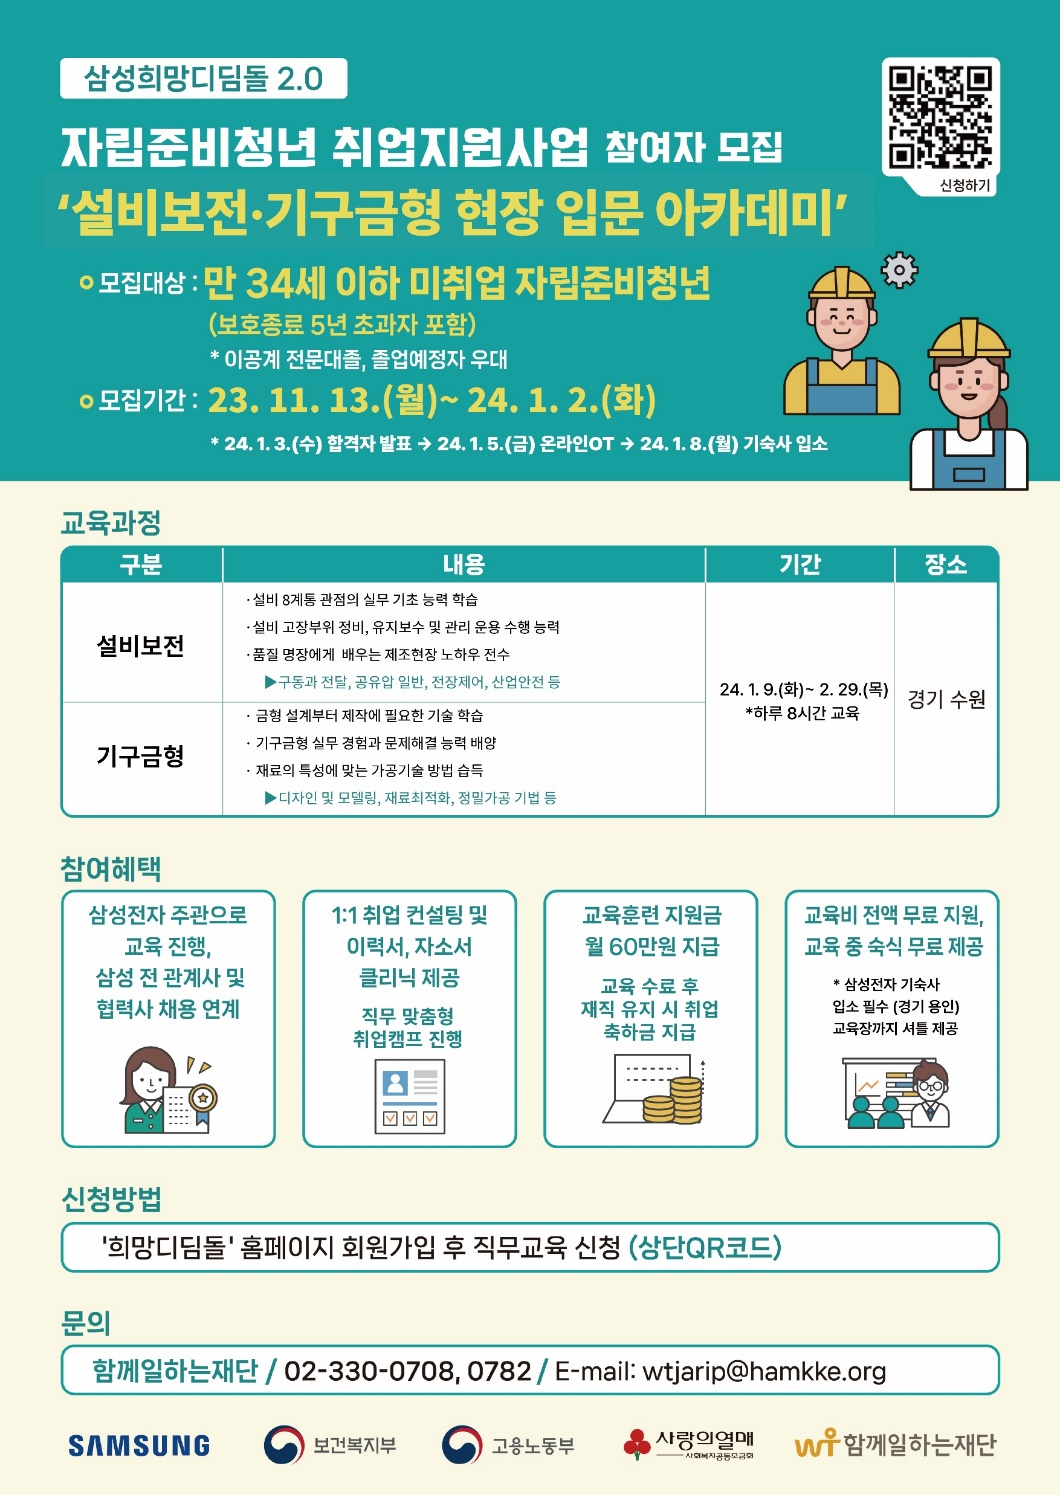 삼성희망디딤돌 2.0
신청하기
자립준비청년 취업지원사업 참여자 모집
‘설비보전·기구금형 현장 입문 아카데미’
모집대상 : 만 34세 이하 미취업 자립준비청년
(보호종료 5년 초과자 포함)
* 이공계 전문대졸, 졸업예정자 우대
모집기간 : 23. 11. 13.(월)~ 24. 1. 2.(화)
* 24. 1. 3.(수) 합격자 발표 → 24. 1. 5.(금) 온라인OT → 24. 1. 8.(월) 기숙사 입소
교육과정
구분 내용 기간 장소
설비보전
·설비 8계통 관점의 실무 기초 능력 학습
·설비 고장부위 정비, 유지보수 및 관리 운용 수행 능력
·품질 명장에게 배우는 제조현장 노하우 전수
▶구동과 전달, 공유압 일반, 전장제어, 산업안전 등
기구금형
· 금형 설계부터 제작에 필요한 기술 학습
· 기구금형 실무 경험과 문제해결 능력 배양
· 재료의 특성에 맞는 가공기술 방법 습득
▶디자인 및 모델링, 재료최적화, 정밀가공 기법 등
24. 1. 9.(화)~ 2. 29.(목)
*하루 8시간 교육
경기 수원
참여혜택
삼성전자 주관으로
교육 진행,
삼성 전 관계사 및
협력사 채용 연계
1:1 취업 컨설팅 및
이력서, 자소서
클리닉 제공
직무 맞춤형
취업캠프 진행
교육훈련 지원금
월 60만원 지급
교육 수료 후
재직 유지 시 취업
축하금 지급
교육비 전액 무료 지원,
교육 중 숙식 무료 제공
* 삼성전자 기숙사
입소 필수 (경기 용인)
교육장까지 셔틀 제공
신청방법
'희망디딤돌' 홈페이지 회원가입 후 직무교육 신청 (상단QR코드)
문의
함께일하는재단 / 02-330-0708, 0782 / E-mail: wtjarip@hamkke.org
SAMSUNG
보건복지부
고용노동부
사랑의열매
사회복지공동모금회
WT 함께일하는재단